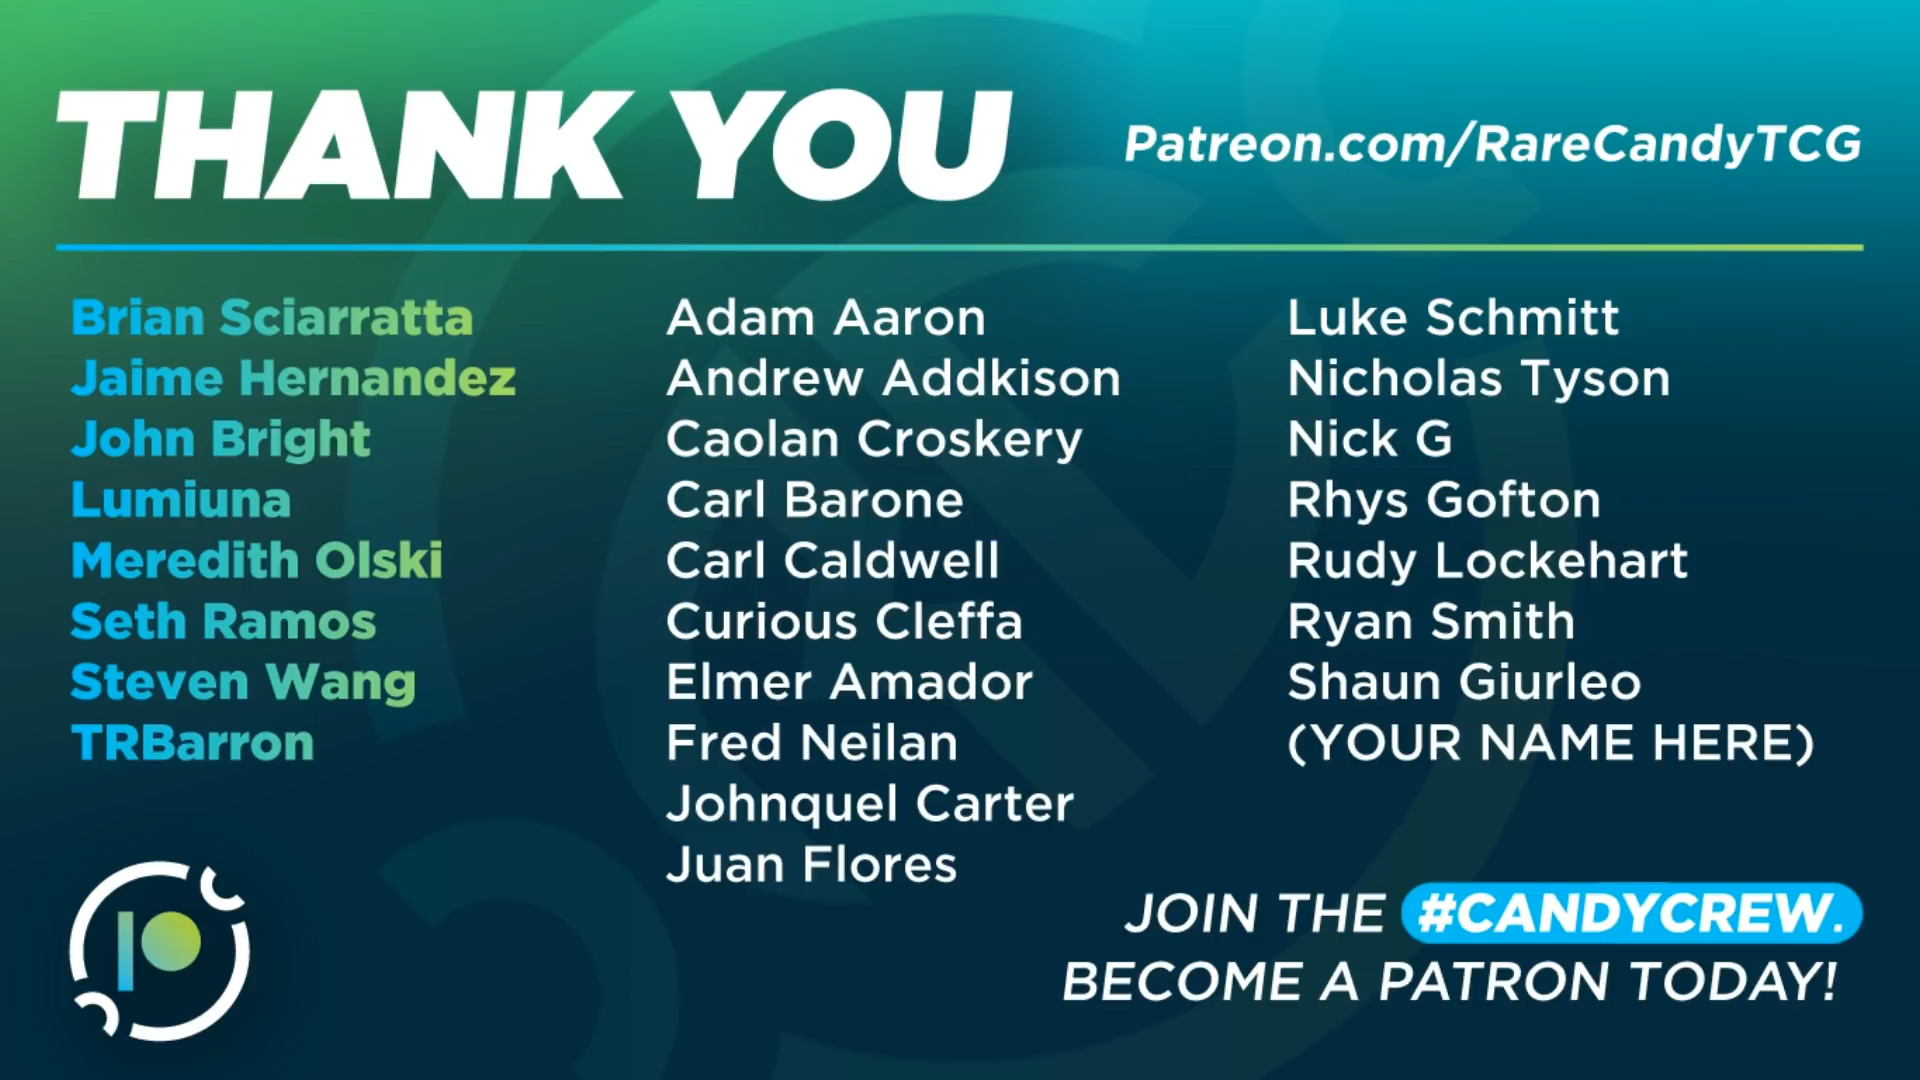 THANK YOU
Patreon.com/RareCandyTCG
Brian Sciarratta
Jaime Hernandez
John Bright
Lumiuna
Meredith Olski
Seth Ramos
Steven Wang
TRBarron
Adam Aaron
Andrew Addkison
Caolan Croskery
Carl Barone
Carl Caldwell
Curious Cleffa
Elmer Amador
Fred Neilan
Johnquel Carter
Juan Flores
Luke Schmitt
Nicholas Tyson
Nick G
Rhys Gofton
Rudy Lockehart
Ryan Smith
Shaun Giurleo
(YOUR NAME HERE)
JOIN THE #CANDYCREW.
BECOME A PATRON TODAY!